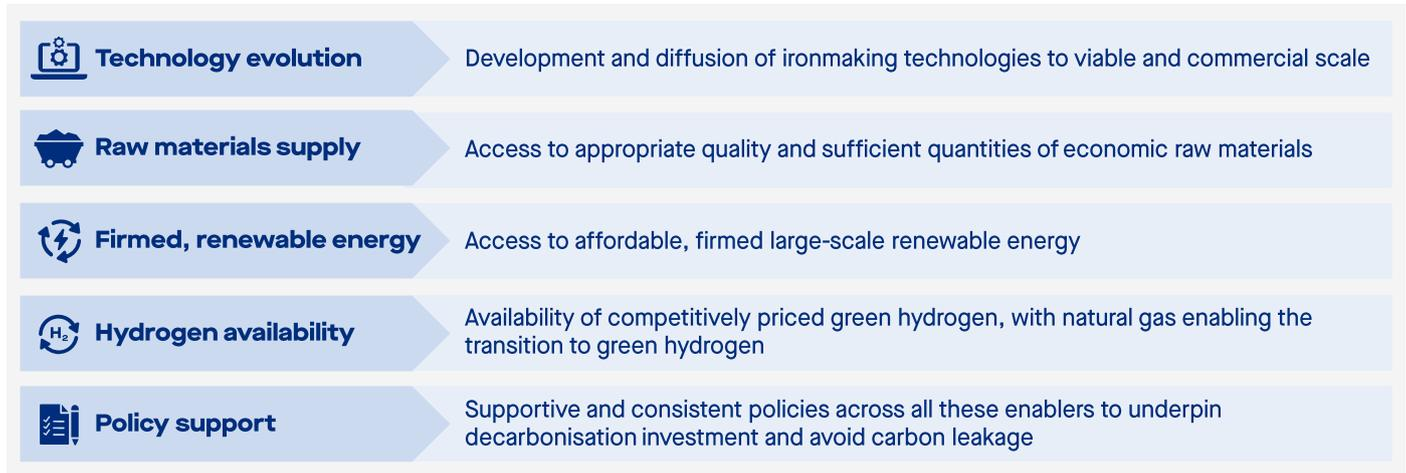 Technology evolution
Development and diffusion of ironmaking technologies to viable and commercial scale
Raw materials supply
Access to appropriate quality and sufficient quantities of economic raw materials
Firmed, renewable energy
Access to affordable, firmed large-scale renewable energy
H₂
Hydrogen availability
Availability of competitively priced green hydrogen, with natural gas enabling the
transition to green hydrogen
Policy support
Supportive and consistent policies across all these enablers to underpin
decarbonisation investment and avoid carbon leakage